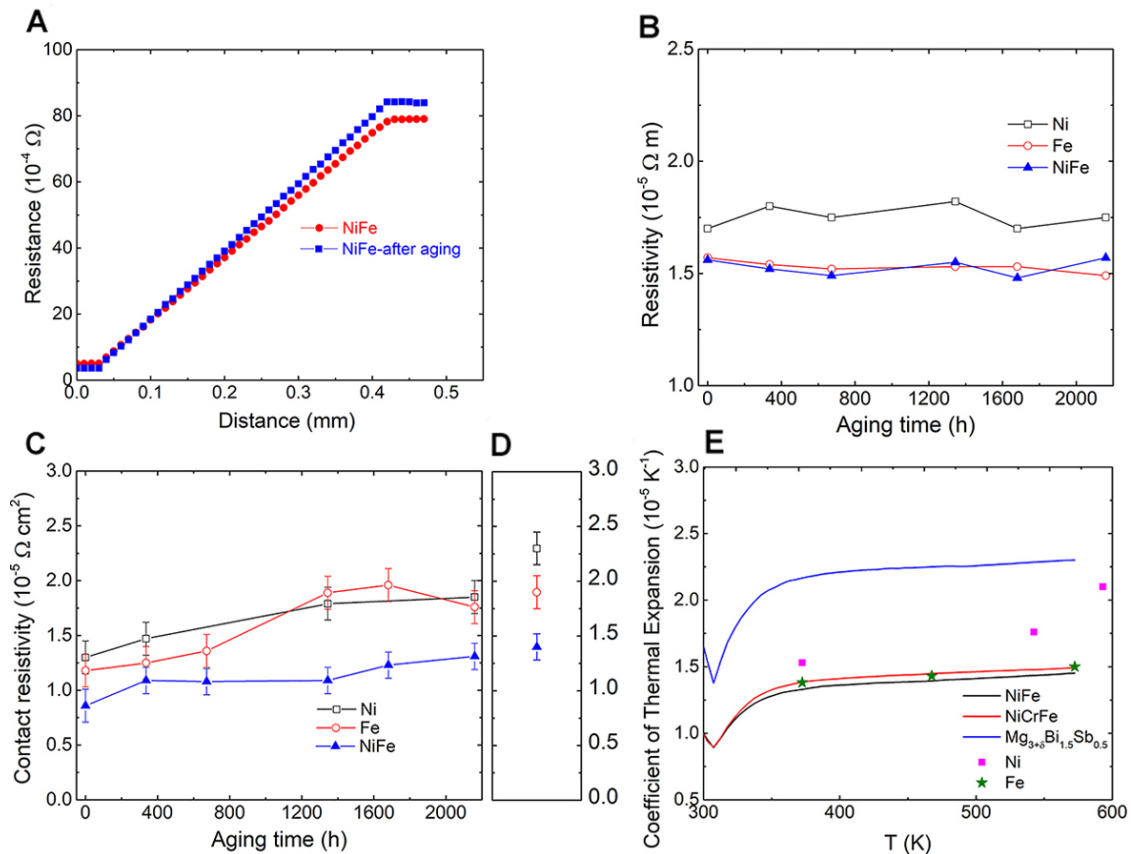 A
Resistance (10⁻⁴ Ω)
100
80
60
40
20
0
0.0 0.1 0.2 0.3 0.4 0.5
Distance (mm)
NiFe
NiFe-after aging
B
Resistivity (10⁻⁵ Ω m)
2.5
2.0
1.5
1.0
0 400 800 1200 1600 2000
Aging time (h)
Ni
Fe
NiFe
C
Contact resistivity (10⁻⁵ Ω cm²)
3.0
2.5
2.0
1.5
1.0
0.5
0.0
0 400 800 1200 1600 2000
Aging time (h)
Ni
Fe
NiFe
D
3.0
2.5
2.0
1.5
1.0
0.5
0.0
E
Coefficient of Thermal Expansion (10⁻⁵ K⁻¹)
3.0
2.5
2.0
1.5
1.0
0.5
300 400 500 600
T (K)
NiFe
NiCrFe
Mg₃₊δBi₁.₅Sb₀.₅
Ni
Fe